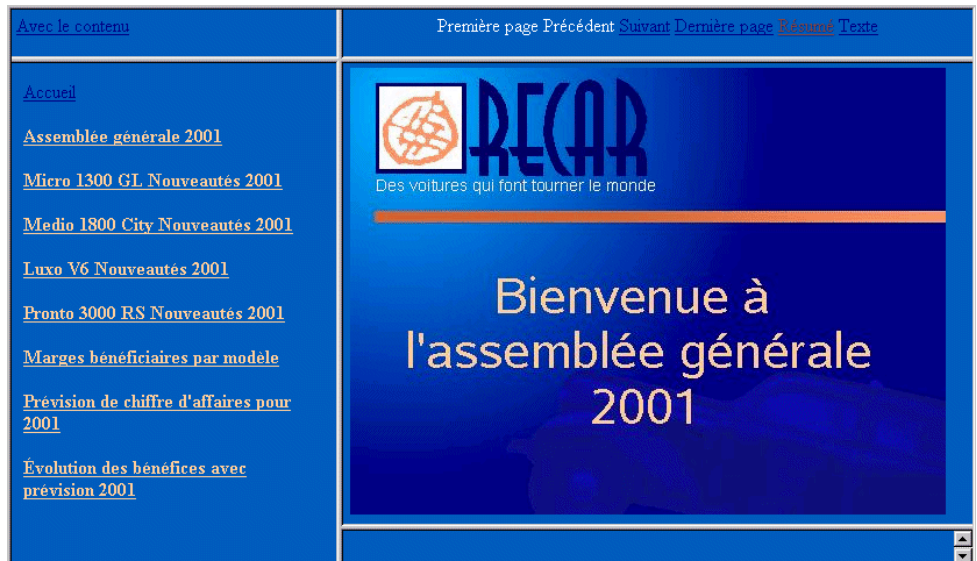 Avec le contenu
Première page Précédent Suivant Dernière page Résumé Texte
Accueil
Assemblée générale 2001
Micro 1300 GL Nouveautés 2001
Medio 1800 City Nouveautés 2001
Luxo V6 Nouveautés 2001
Pronto 3000 RS Nouveautés 2001
Marges bénéficiaires par modèle
Prévision de chiffre d'affaires pour
2001
Évolution des bénéfices avec
prévision 2001
RECAR
Des voitures qui font tourner le monde
Bienvenue à
l'assemblée générale
2001